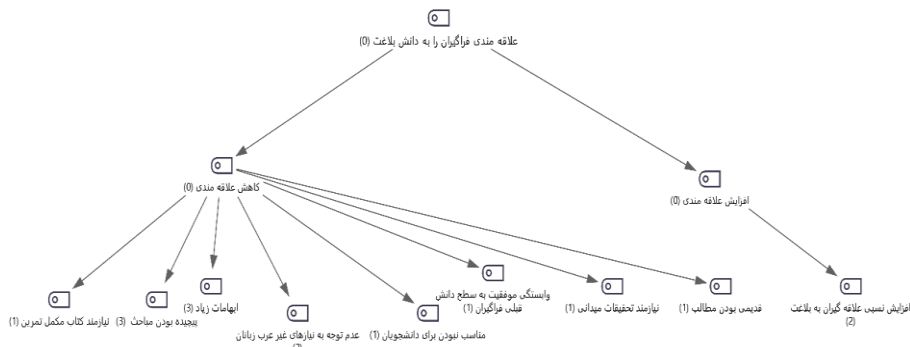 علاقه مندی فراگیران را به دانش بلاغت (0)
کاهش علاقه مندی (0)
افزایش علاقه مندی (0)
وابستگی موفقیت به سطح دانش
قبلی فراگیران (1)
افزایش نسبی علاقه گیران به بلاغت
(2)
قدیمی بودن مطالب (1)
نیازمند تحقیقات میدانی (1)
ابهامات زیاد (3)
پیچیده بودن مباحث (3)
نیازمند کتاب مکمل تمرین (1)
مناسب نبودن برای دانشجویان (1)
عدم توجه به نیازهای غیر عرب زبانان